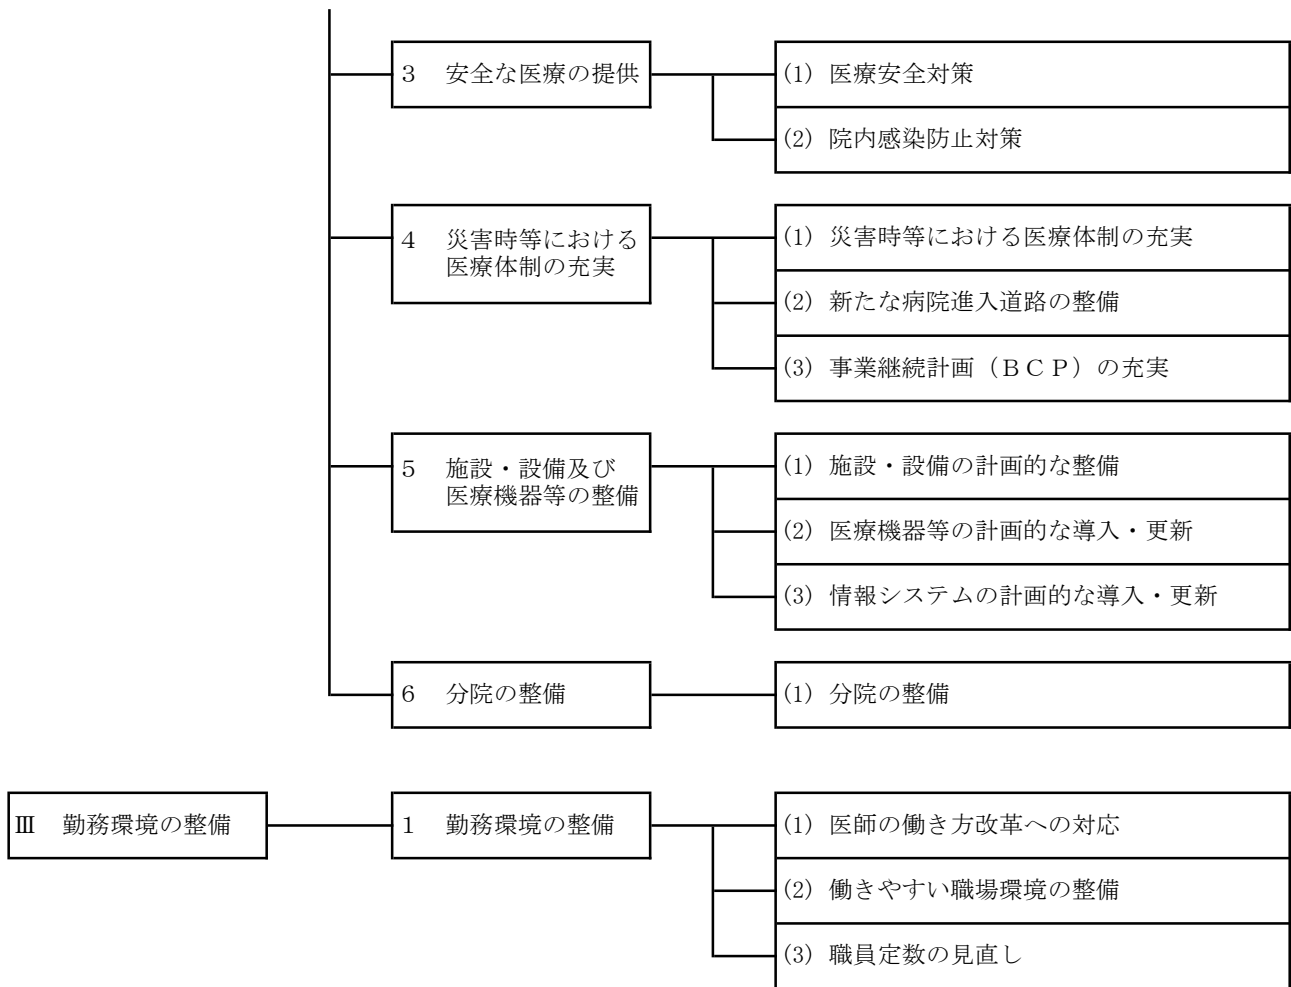 3　安全な医療の提供
(1) 医療安全対策
(2) 院内感染防止対策
4　災害時等における
医療体制の充実
(1) 災害時等における医療体制の充実
(2) 新たな病院進入道路の整備
(3) 事業継続計画（ＢＣＰ）の充実
5　施設・設備及び
医療機器等の整備
(1) 施設・設備の計画的な整備
(2) 医療機器等の計画的な導入・更新
(3) 情報システムの計画的な導入・更新
6　分院の整備
(1) 分院の整備
Ⅲ　勤務環境の整備
1　勤務環境の整備
(1) 医師の働き方改革への対応
(2) 働きやすい職場環境の整備
(3) 職員定数の見直し